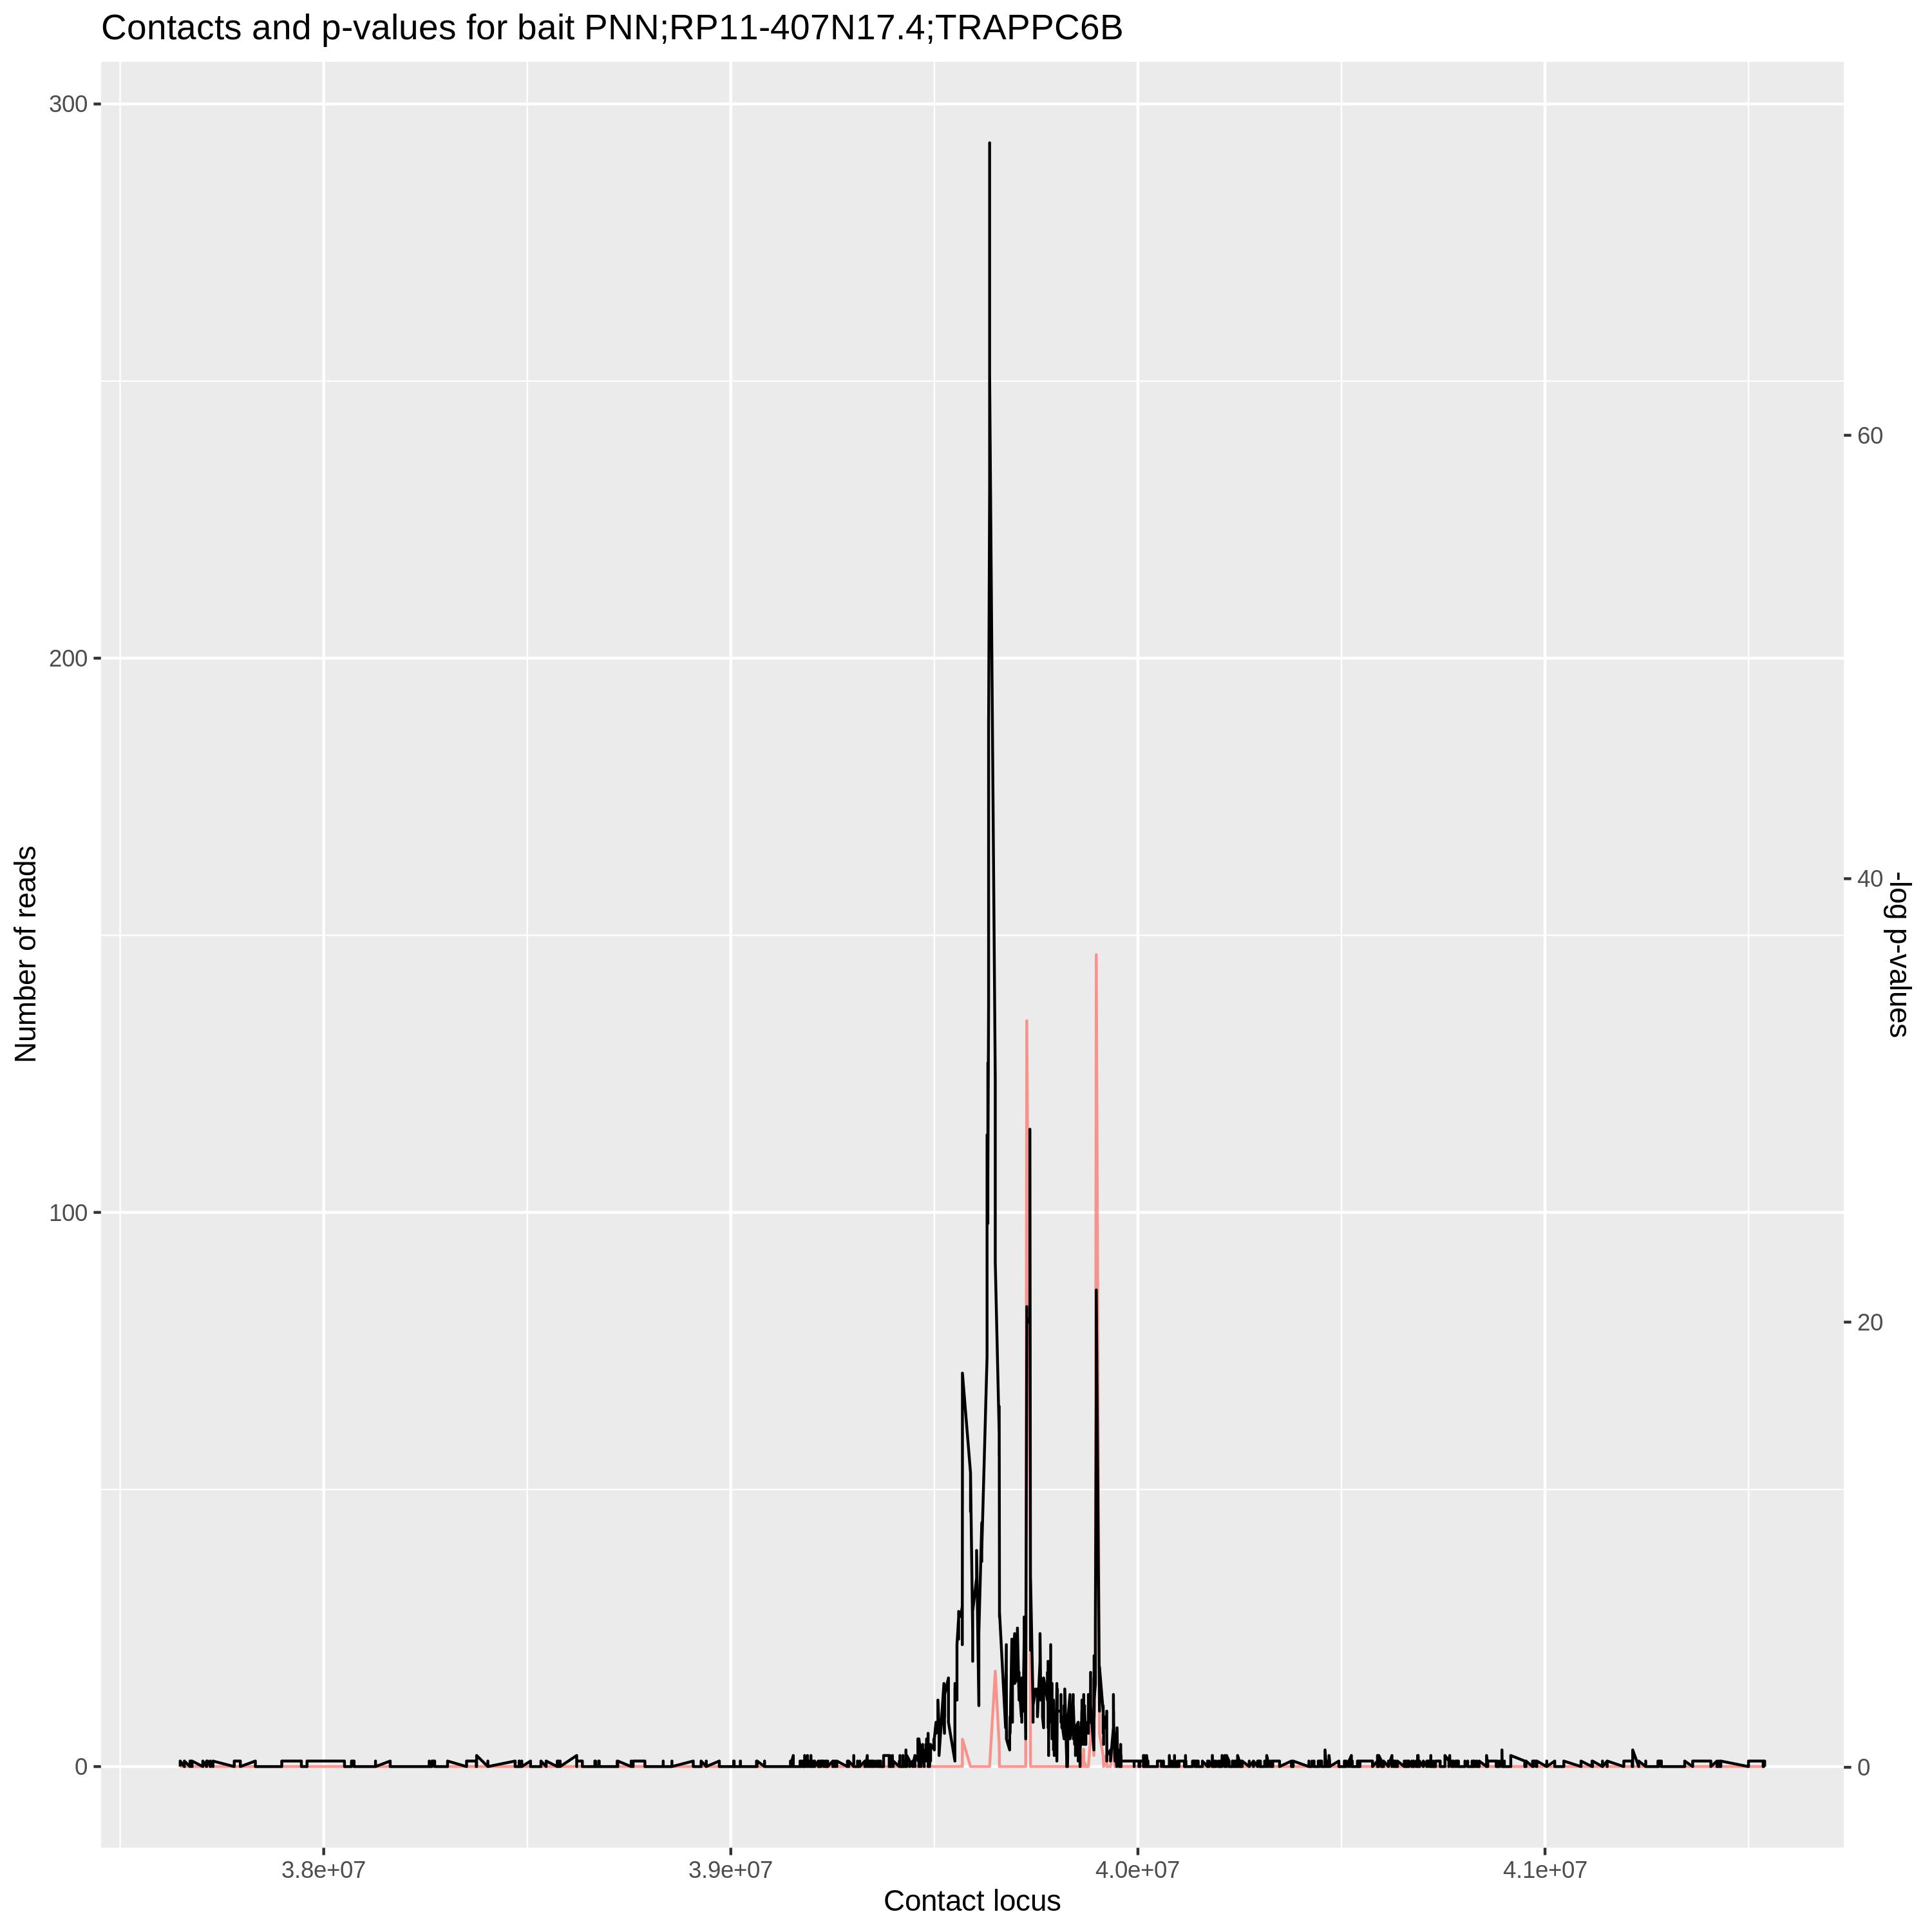 Contacts and p-values for bait PNN;RP11-407N17.4;TRAPPC6B
300
200
100
0
Number of reads
60
40
20
0
-log p-values
3.8e+07
3.9e+07
4.0e+07
4.1e+07
Contact locus